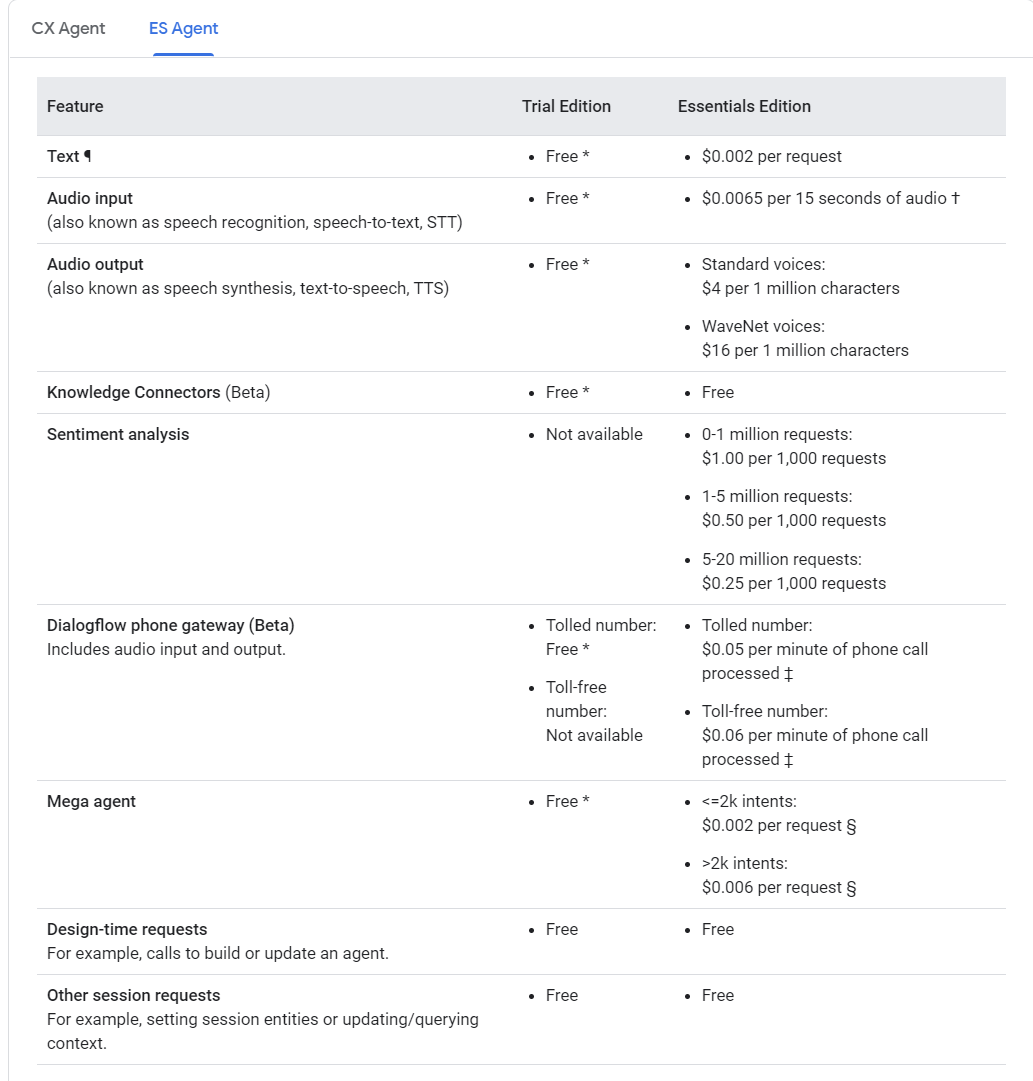 CX Agent
ES Agent
Feature
Trial Edition
Essentials Edition
Text ¶
Free *
$0.002 per request
Audio input
(also known as speech recognition, speech-to-text, STT)
Free *
$0.0065 per 15 seconds of audio †
Audio output
(also known as speech synthesis, text-to-speech, TTS)
Free *
Standard voices:
$4 per 1 million characters
WaveNet voices:
$16 per 1 million characters
Knowledge Connectors (Beta)
Free *
Free
Sentiment analysis
Not available
0-1 million requests:
$1.00 per 1,000 requests
1-5 million requests:
$0.50 per 1,000 requests
5-20 million requests:
$0.25 per 1,000 requests
Dialogflow phone gateway (Beta)
Includes audio input and output.
Tolled number:
Free *
Toll-free
number:
Not available
Tolled number:
$0.05 per minute of phone call
processed ‡
Toll-free number:
$0.06 per minute of phone call
processed ‡
Mega agent
Free *
<=2k intents:
$0.002 per request §
>2k intents:
$0.006 per request §
Design-time requests
For example, calls to build or update an agent.
Free
Free
Other session requests
For example, setting session entities or updating/querying
context.
Free
Free